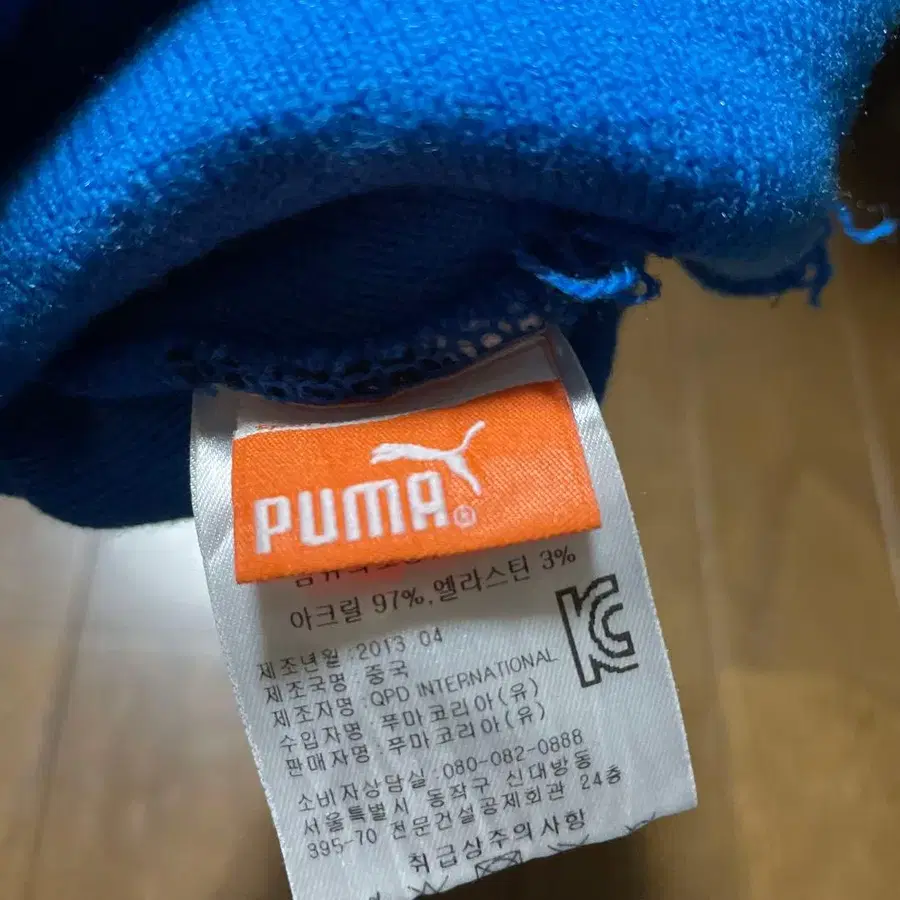 PUMA®
아크릴 97%, 엘라스틴 3%
KC
제조년월 : 2013 04
제조국명 : 중국
제조자명 : QPD INTERNATIONAL
수입자명 : 푸마코리아(유)
판매자명 : 푸마코리아(유)
소비자상담실 : 080-082-0888
서울특별시 동작구 신대방동
395-70 전문건설공제회관 24층
취급상주의사항